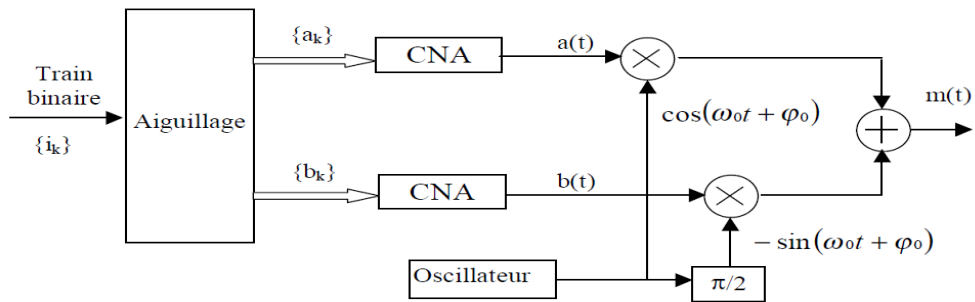 Train
binaire
{iₖ}
Aiguillage
{aₖ}
CNA
a(t)
cos(ω₀t + φ₀)
m(t)
{bₖ}
CNA
b(t)
− sin(ω₀t + φ₀)
Oscillateur
π/2